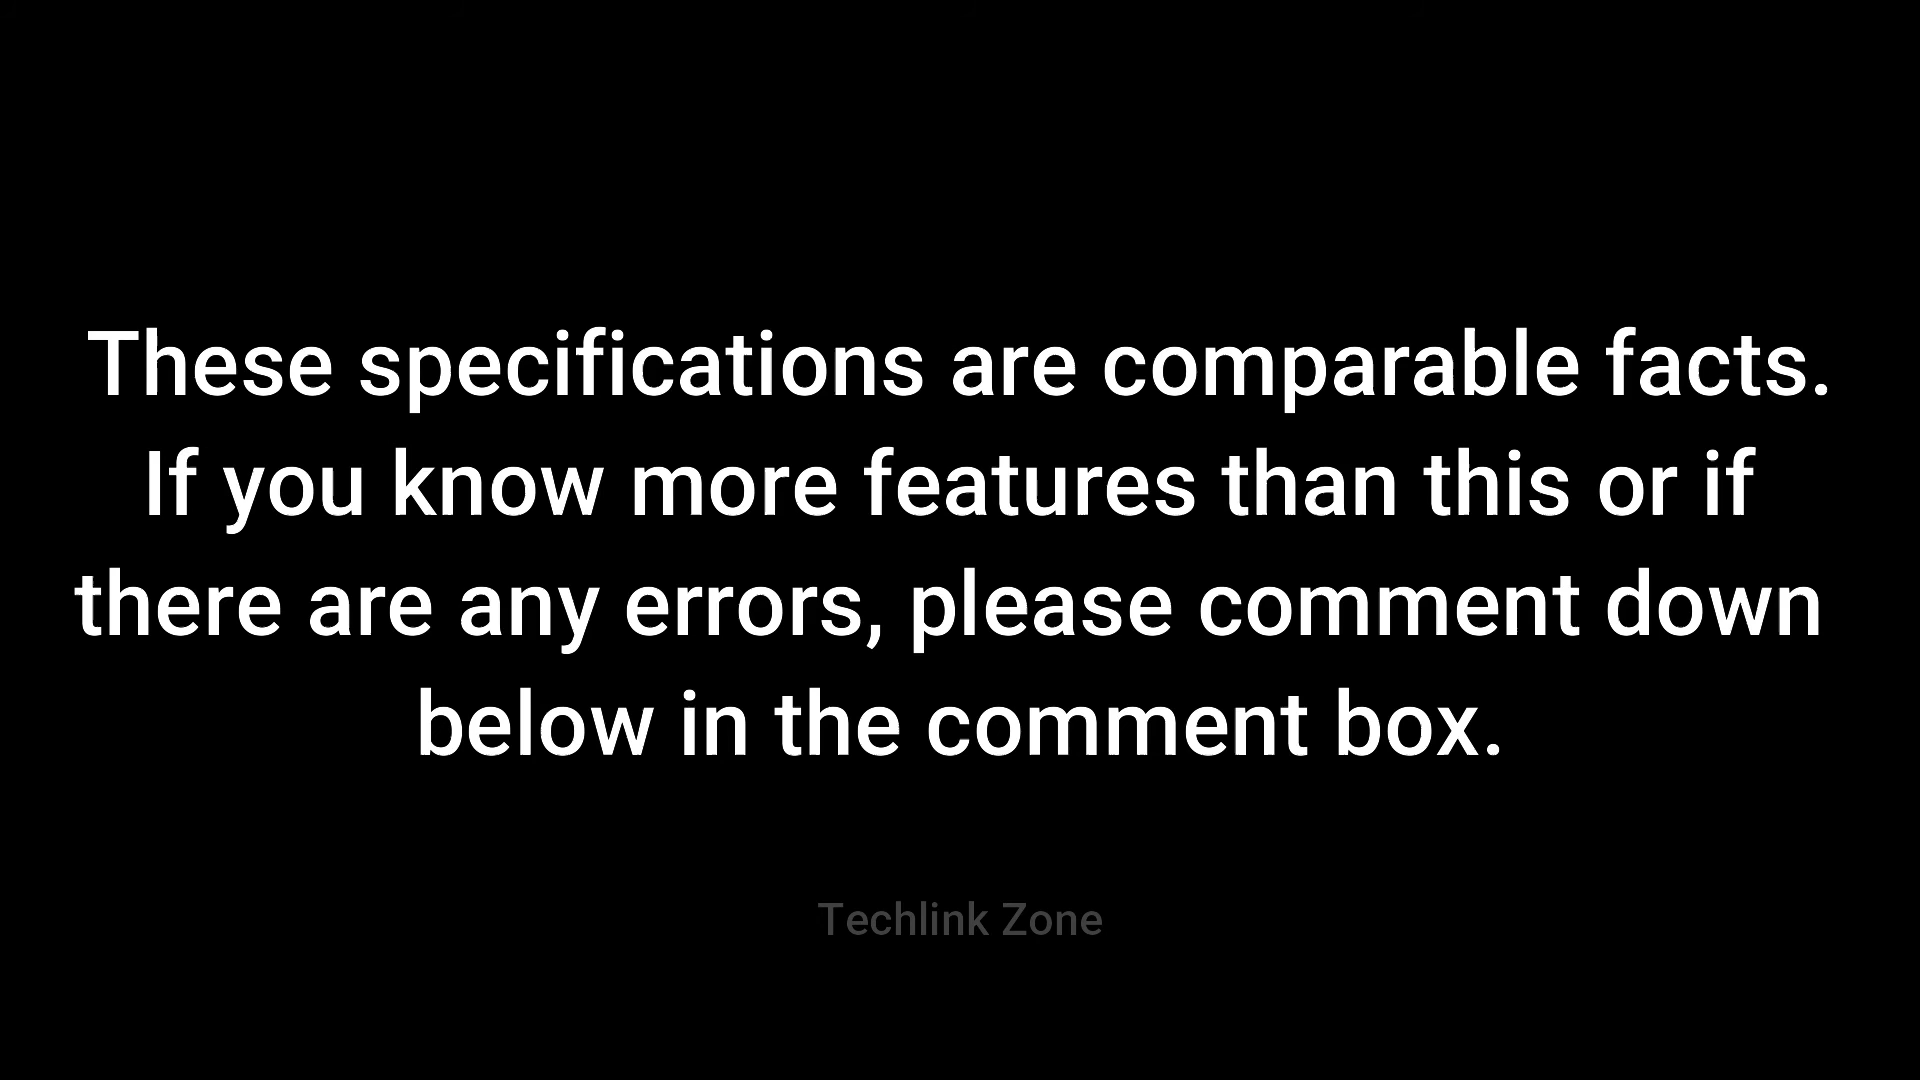 These specifications are comparable facts.
If you know more features than this or if
there are any errors, please comment down
below in the comment box.
Techlink Zone